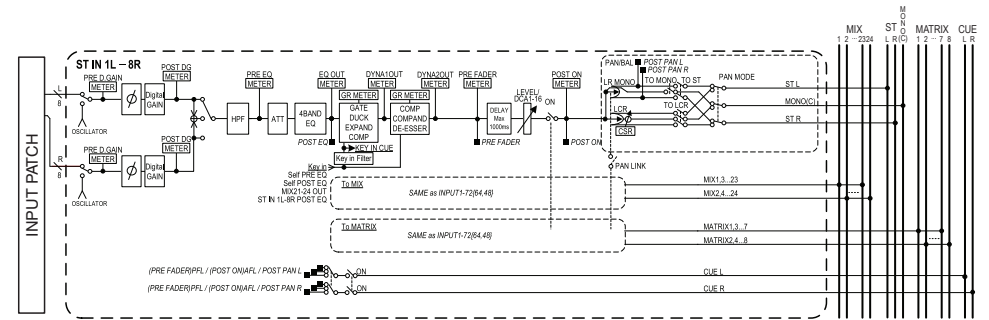 MONO(C)
MIX ST MATRIX CUE
1 2 ··· 23 24 L R (C) 1 2 ··· 7 8 L R
ST IN 1L – 8R
PRE D.GAIN
METER
L
8
OSCILLATOR
Ø
Digital GAIN
POST DG
METER
PRE D.GAIN
METER
R
8
OSCILLATOR
Ø
Digital GAIN
POST DG
METER
INPUT PATCH
HPF
PRE EQ
METER
ATT
4BAND EQ
EQ OUT
METER
POST EQ
DYNA1OUT
METER
GR METER
GATE
DUCK
EXPAND
COMP
KEY IN CUE
Key in Filter
Key in
Self PRE EQ
Self POST EQ
MIX21-24 OUT
ST IN 1L-8R POST EQ
DYNA2OUT
METER
GR METER
COMP
COMPAND
DE-ESSER
PRE FADER
METER
PRE FADER
DELAY
Max
1000ms
LEVEL/
DCA1-16
ON
POST ON
METER
POST ON
PAN/BAL
POST PAN L
POST PAN R
LR MONO
TO MONO
TO ST
PAN MODE
TO LCR
LCR
CSR
PAN LINK
ST L
MONO(C)
ST R
To MIX
SAME as INPUT1-72{64,48}
MIX1,3...23
MIX2,4...24
To MATRIX
SAME as INPUT1-72{64,48}
MATRIX1,3...7
MATRIX2,4...8
(PRE FADER)PFL / (POST ON)AFL / POST PAN L
ON
CUE L
(PRE FADER)PFL / (POST ON)AFL / POST PAN R
ON
CUE R